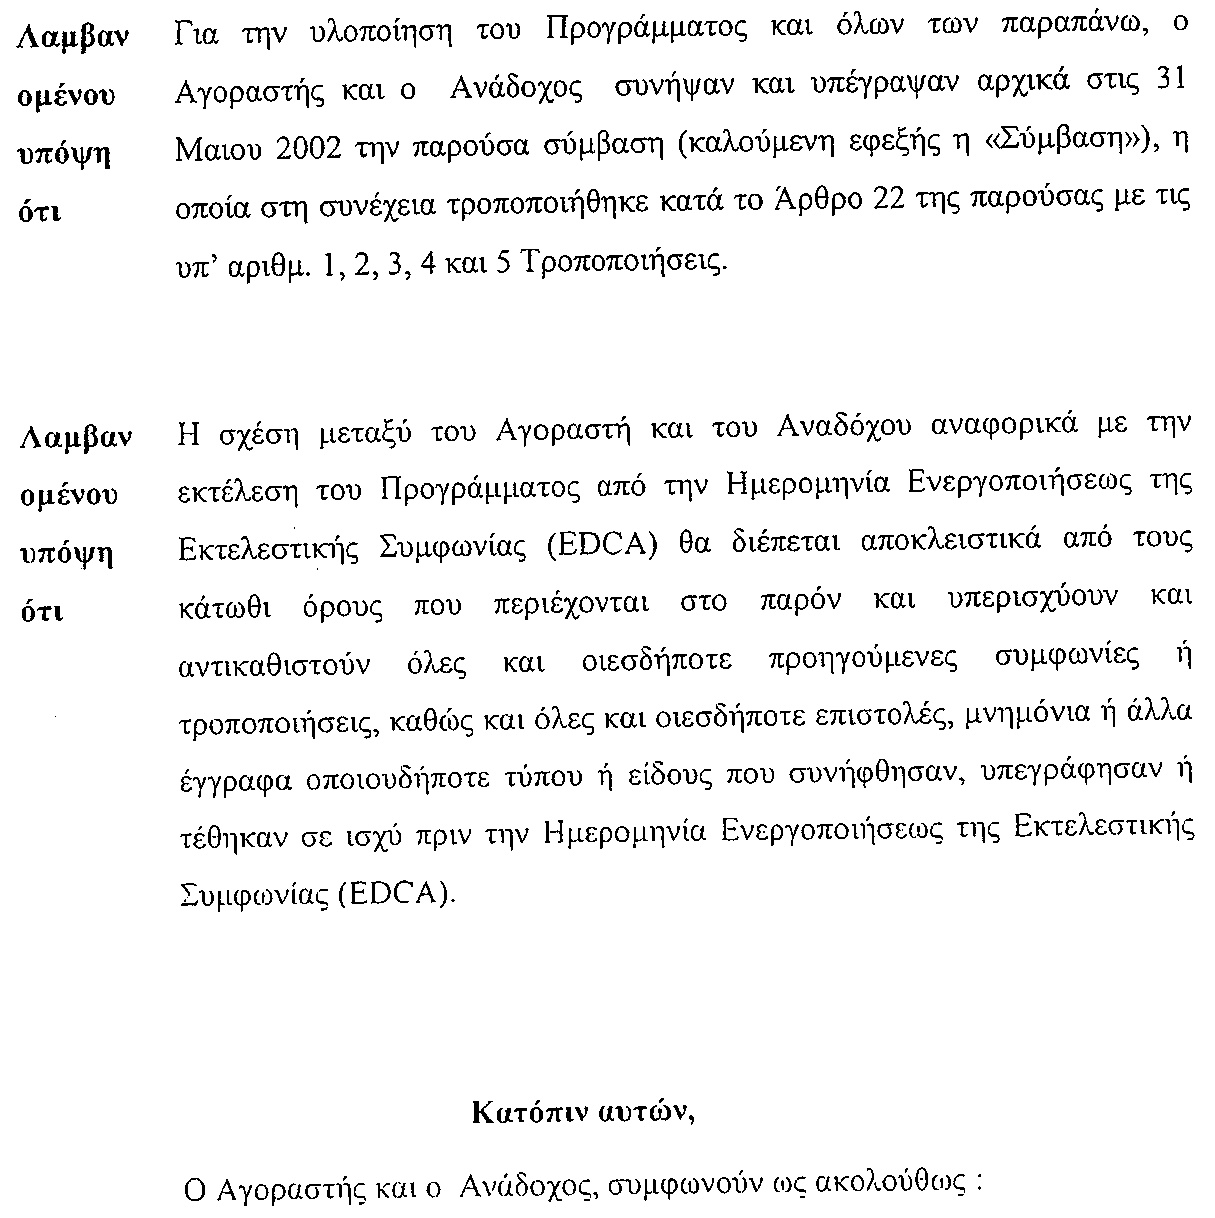 Λαμβαν Για την υλοποίηση του Προγράμματος και όλων των παραπάνω, ο
ομένου Αγοραστής και ο Ανάδοχος συνήψαν και υπέγραψαν αρχικά στις 31
υπόψη Μαιου 2002 την παρούσα σύμβαση (καλούμενη εφεξής η «Σύμβαση»), η
ότι οποία στη συνέχεια τροποποιήθηκε κατά το Άρθρο 22 της παρούσας με τις
υπ’ αριθμ. 1, 2, 3, 4 και 5 Τροποποιήσεις.
Λαμβαν Η σχέση μεταξύ του Αγοραστή και του Αναδόχου αναφορικά με την
ομένου εκτέλεση του Προγράμματος από την Ημερομηνία Ενεργοποιήσεως της
υπόψη Εκτελεστικής Συμφωνίας (EDCA) θα διέπεται αποκλειστικά από τους
ότι κάτωθι όρους που περιέχονται στο παρόν και υπερισχύουν και
αντικαθιστούν όλες και οιεσδήποτε προηγούμενες συμφωνίες ή
τροποποιήσεις, καθώς και όλες και οιεσδήποτε επιστολές, μνημόνια ή άλλα
έγγραφα οποιουδήποτε τύπου ή είδους που συνήφθησαν, υπεγράφησαν ή
τέθηκαν σε ισχύ πριν την Ημερομηνία Ενεργοποιήσεως της Εκτελεστικής
Συμφωνίας (EDCA).
Κατόπιν αυτών,
Ο Αγοραστής και ο Ανάδοχος, συμφωνούν ως ακολούθως :